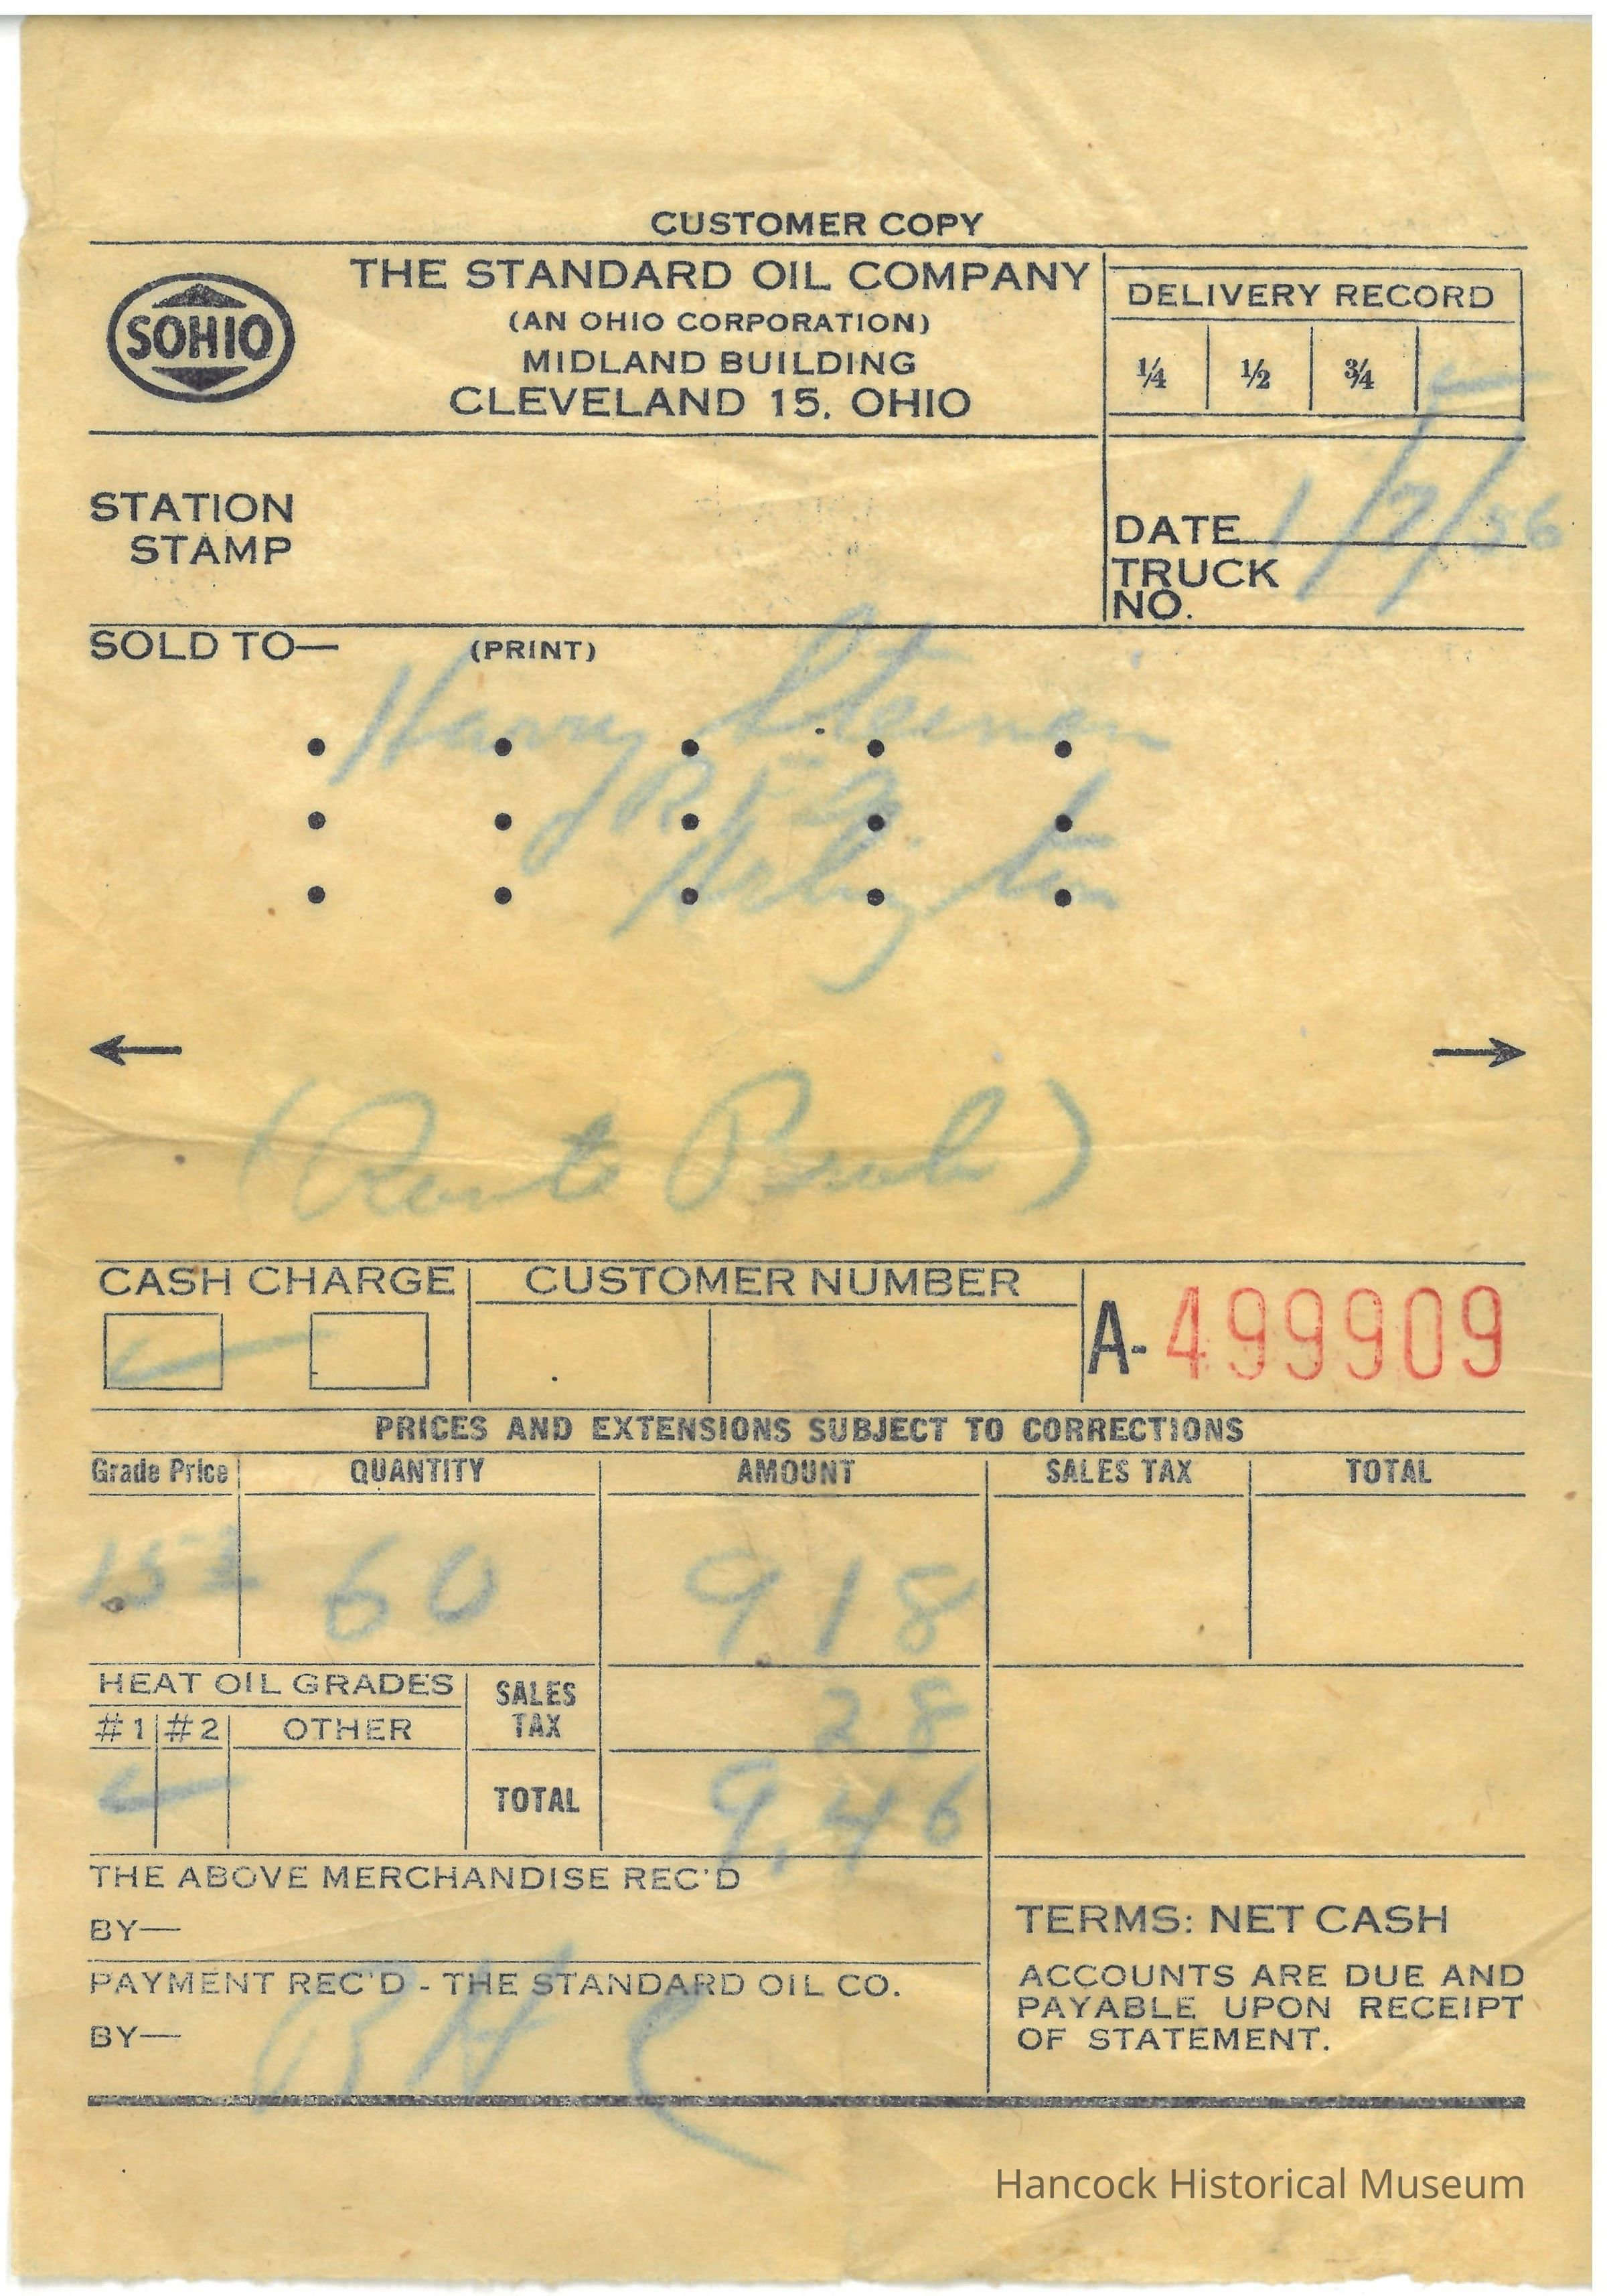 CUSTOMER COPY
SOHIO
THE STANDARD OIL COMPANY
(AN OHIO CORPORATION)
MIDLAND BUILDING
CLEVELAND 15, OHIO
DELIVERY RECORD
1/4 1/2 3/4
STATION
STAMP
DATE 1/7/56
TRUCK
NO.
SOLD TO— (PRINT)
Harry
Arlington
CASH CHARGE
CUSTOMER NUMBER
A- 499909
PRICES AND EXTENSIONS SUBJECT TO CORRECTIONS
Grade Price QUANTITY AMOUNT SALES TAX TOTAL
60 9 18
HEAT OIL GRADES
#1 #2 OTHER
SALES
TAX
28
TOTAL
9.46
THE ABOVE MERCHANDISE REC'D
BY—
PAYMENT REC'D - THE STANDARD OIL CO.
BY—
TERMS: NET CASH
ACCOUNTS ARE DUE AND
PAYABLE UPON RECEIPT
OF STATEMENT.
Hancock Historical Museum